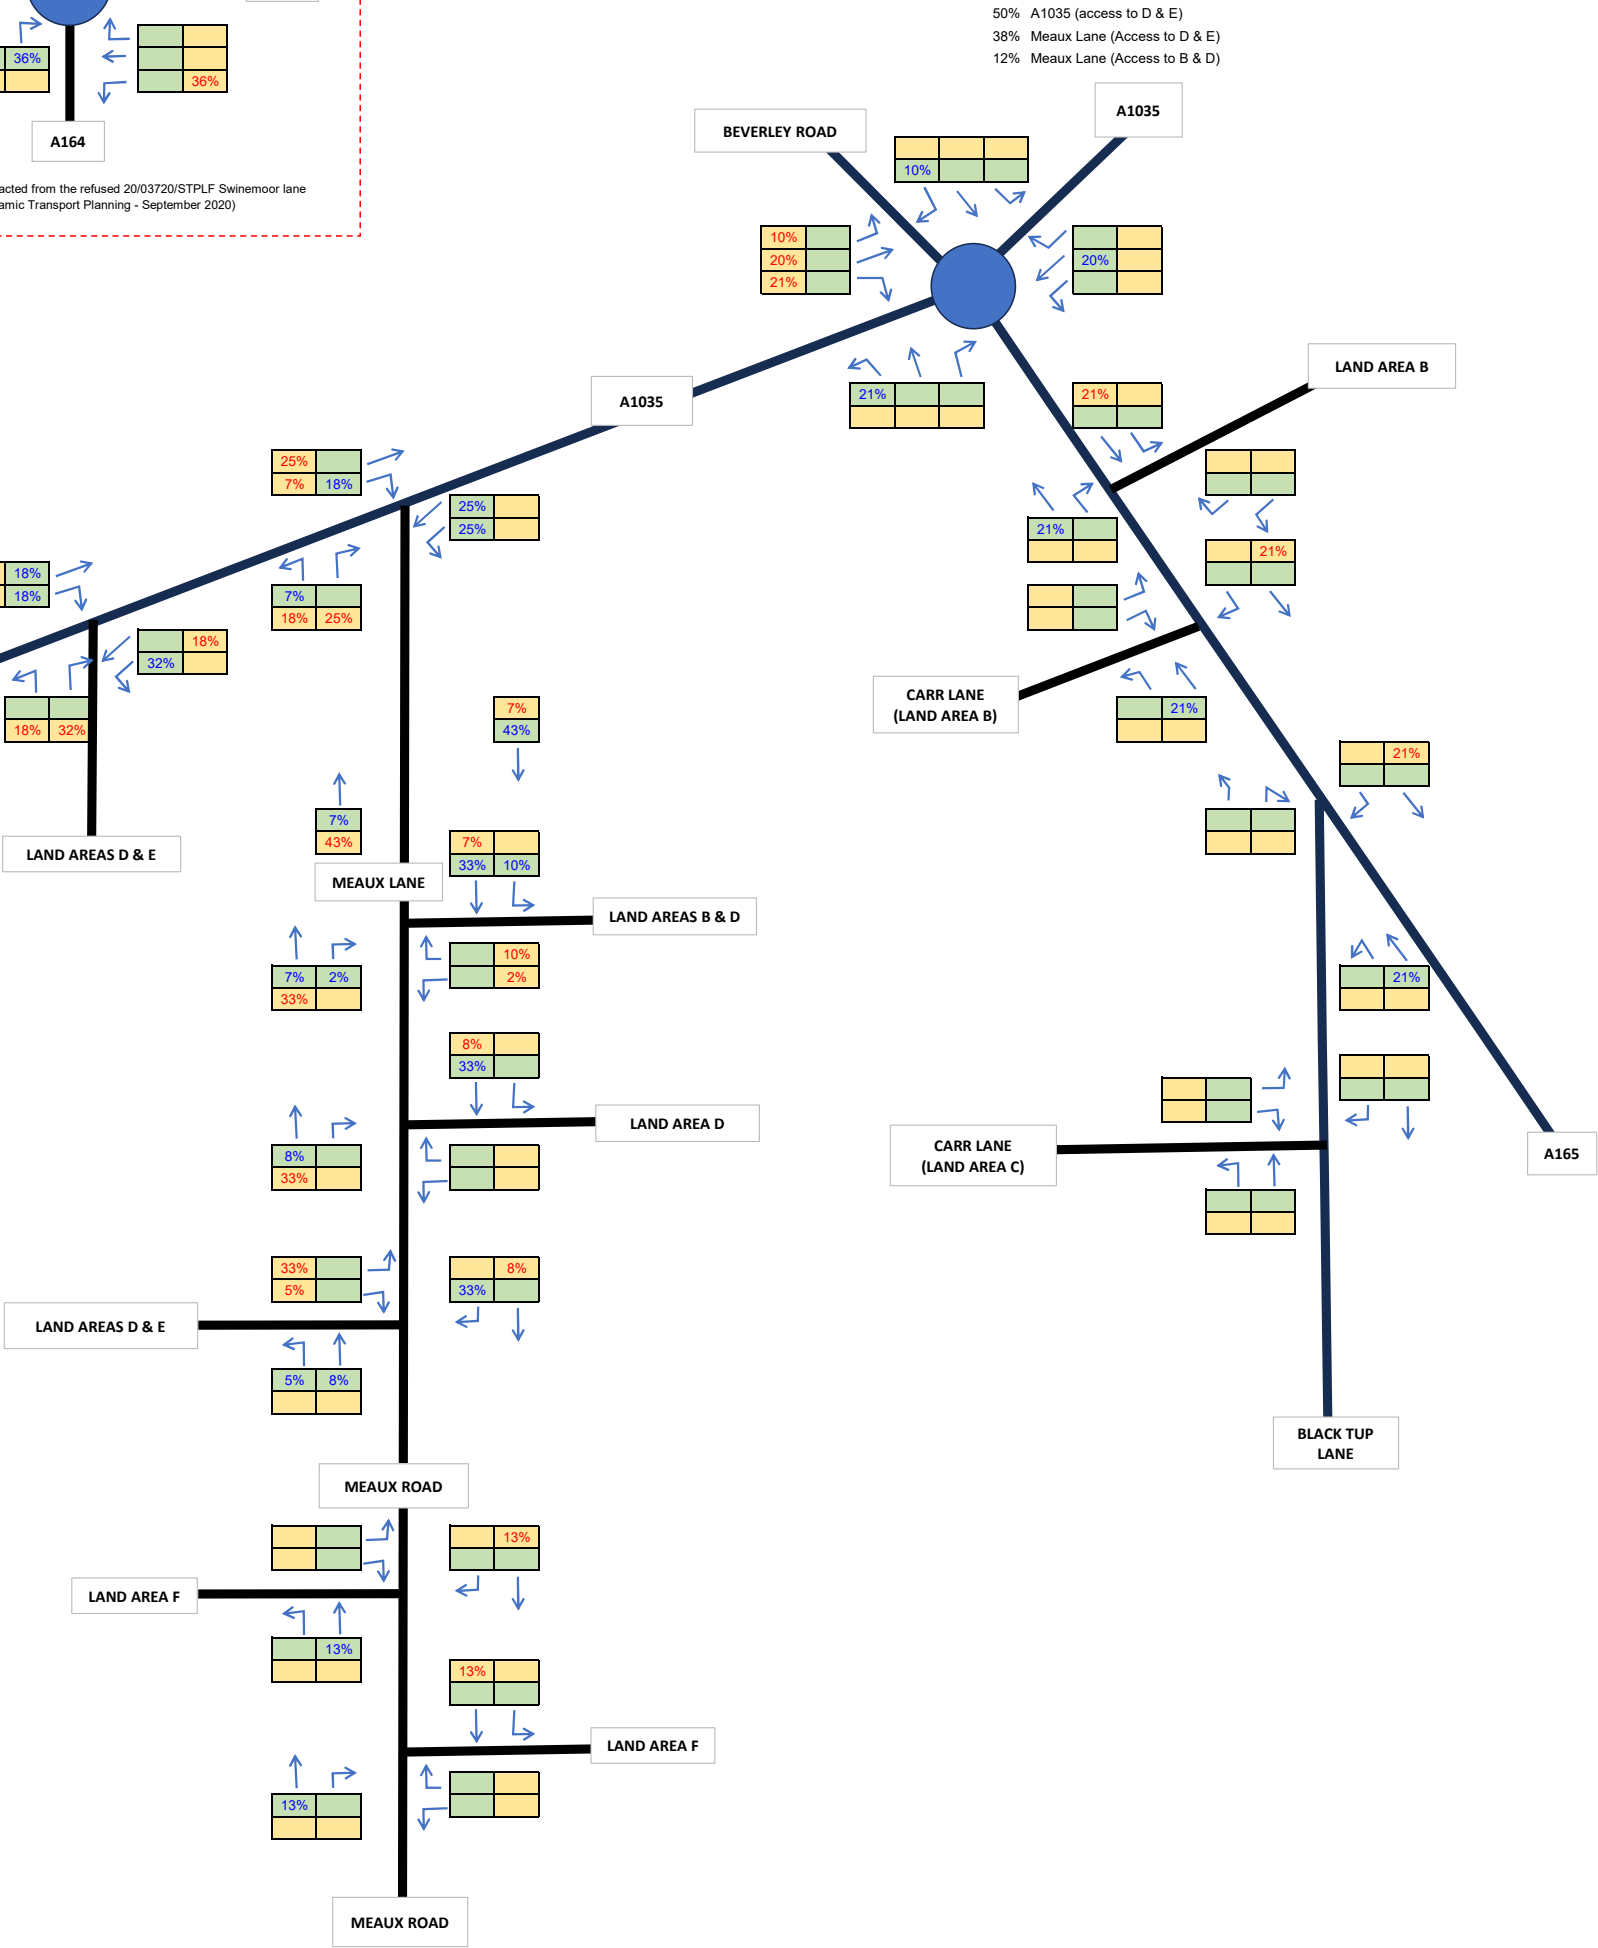 50% A1035 (access to D & E)
38% Meaux Lane (Access to D & E)
12% Meaux Lane (Access to B & D)
36%
36%
A164
acted from the refused 20/03720/STPLF Swinemoor lane
amic Transport Planning - September 2020)
BEVERLEY ROAD
A1035
10%
10%
20%
21%
20%
21%
A1035
21%
LAND AREA B
25%
7% 18%
25%
25%
21%
21%
18%
18%
7%
18% 25%
18%
32%
18% 32%
CARR LANE
(LAND AREA B)
21%
7%
43%
21%
7%
43%
LAND AREAS D & E
MEAUX LANE
7%
33% 10%
LAND AREAS B & D
7% 2%
33%
10%
2%
21%
8%
33%
LAND AREA D
8%
33%
CARR LANE
(LAND AREA C)
A165
33%
5%
8%
33%
LAND AREAS D & E
5% 8%
BLACK TUP
LANE
MEAUX ROAD
13%
LAND AREA F
13%
13%
LAND AREA F
13%
MEAUX ROAD